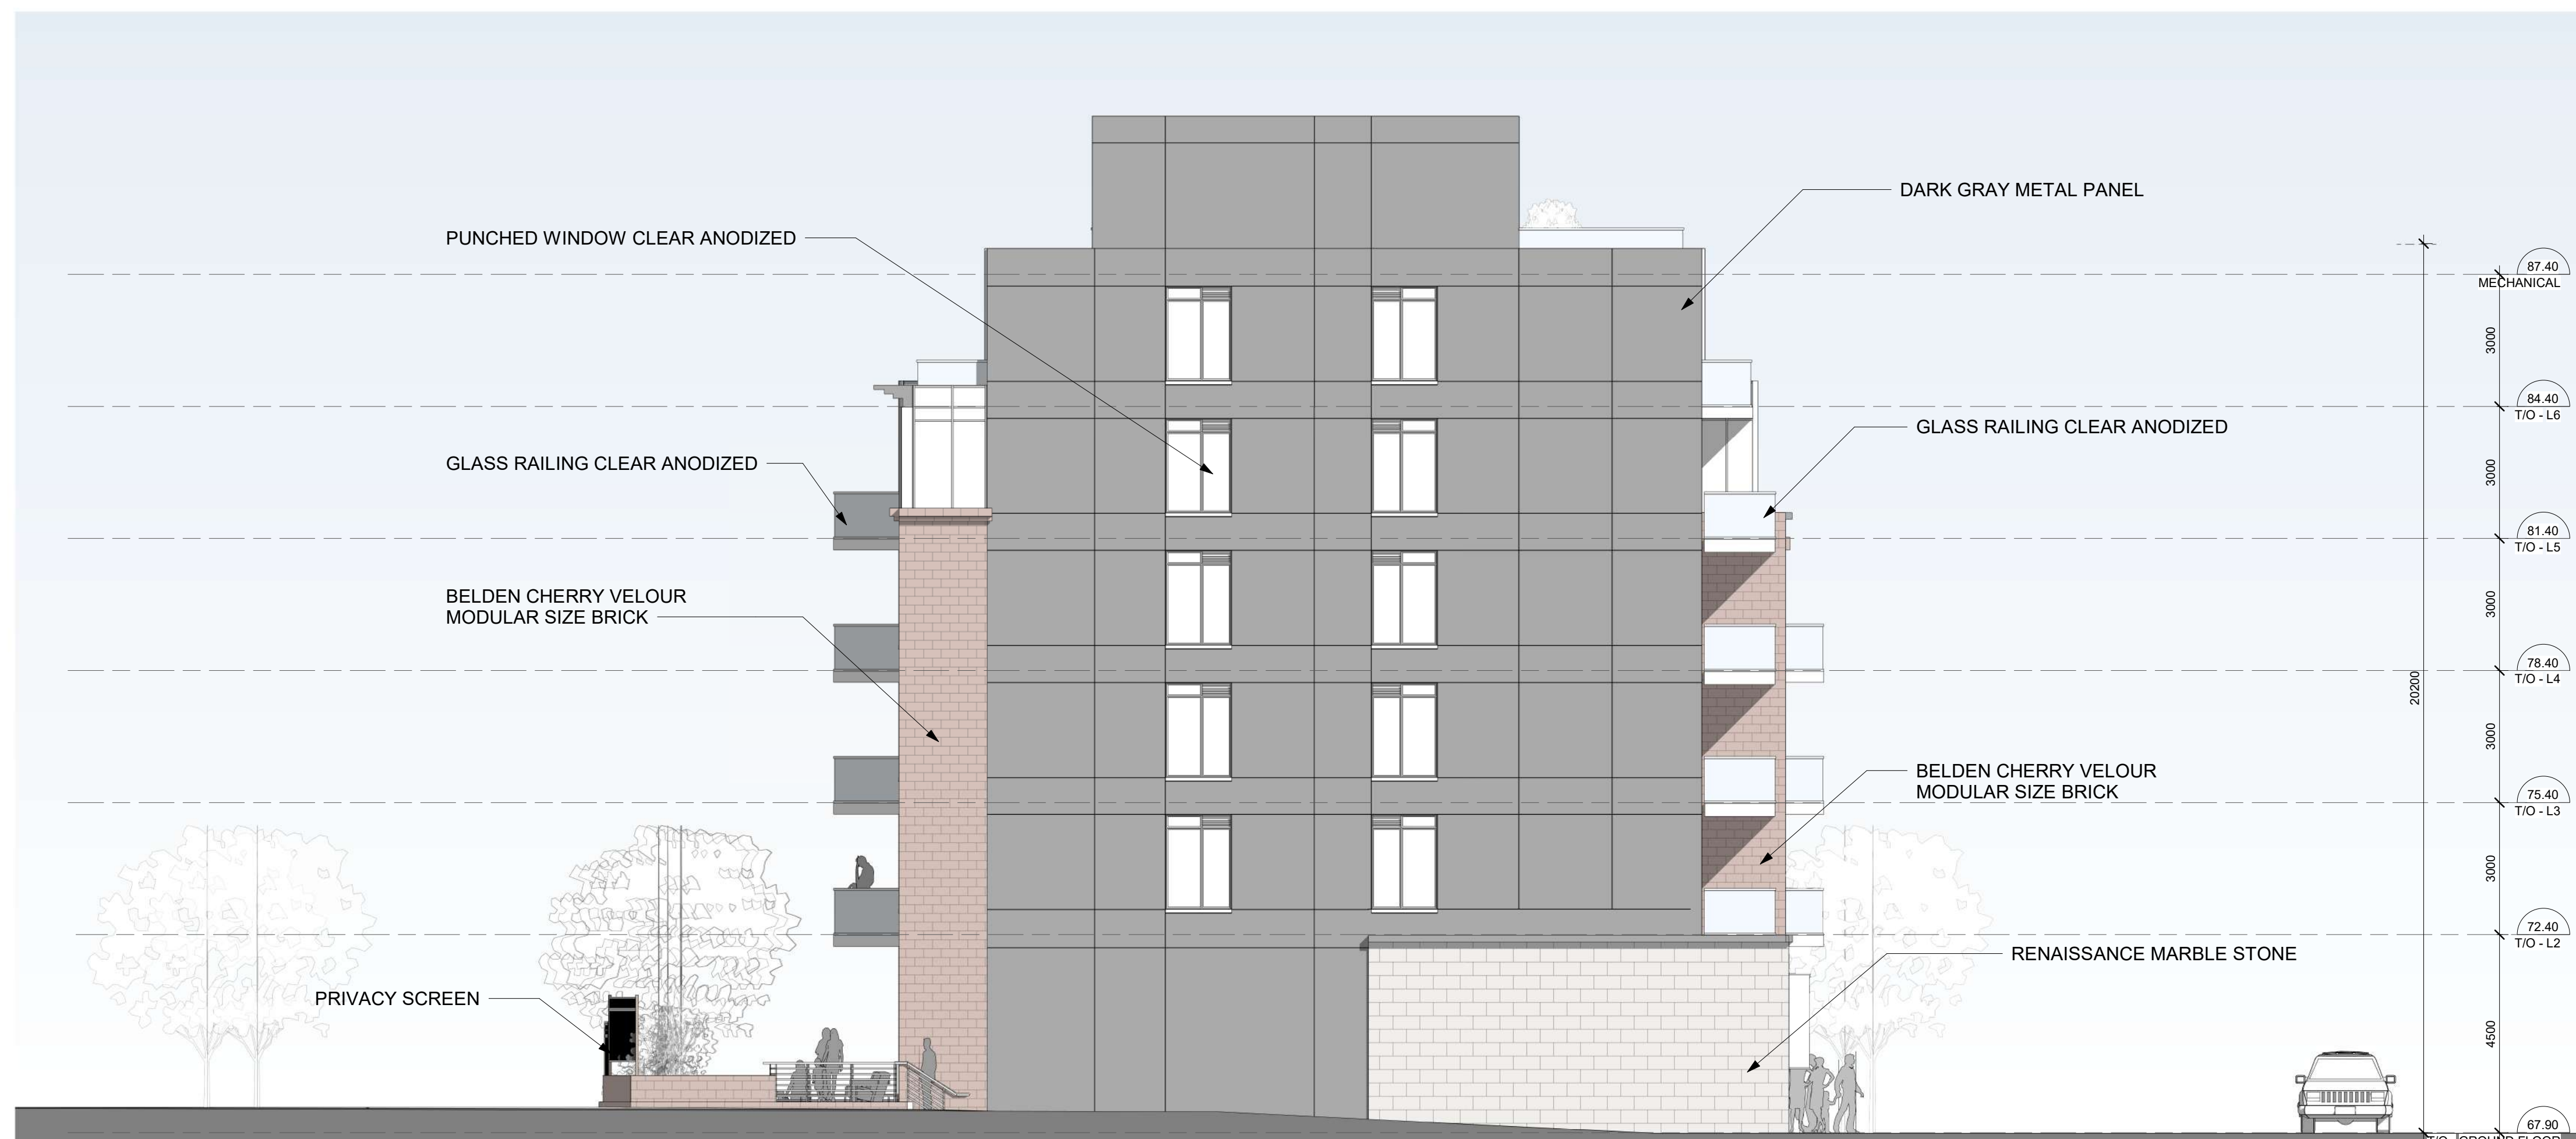 DARK GRAY METAL PANEL
PUNCHED WINDOW CLEAR ANODIZED
87.40
MECHANICAL
3000
84.40
T/O - L6
GLASS RAILING CLEAR ANODIZED
GLASS RAILING CLEAR ANODIZED
3000
81.40
T/O - L5
BELDEN CHERRY VELOUR
MODULAR SIZE BRICK
3000
78.40
T/O - L4
20200
3000
BELDEN CHERRY VELOUR
MODULAR SIZE BRICK
75.40
T/O - L3
3000
72.40
T/O - L2
RENAISSANCE MARBLE STONE
PRIVACY SCREEN
4500
67.90
T/O - GROUND FLOOR